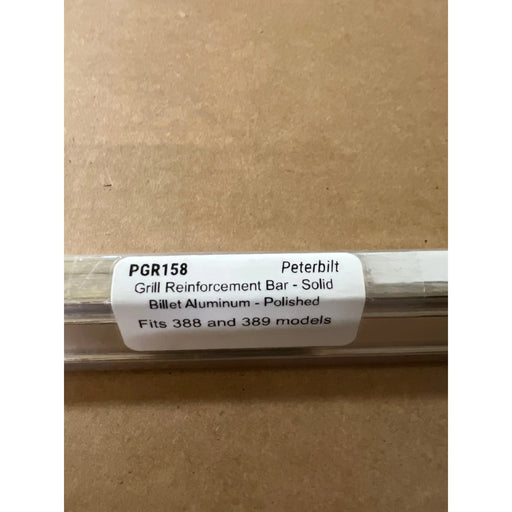 PGR158 Peterbilt
Grill Reinforcement Bar - Solid
Billet Aluminum - Polished
Fits 388 and 389 models